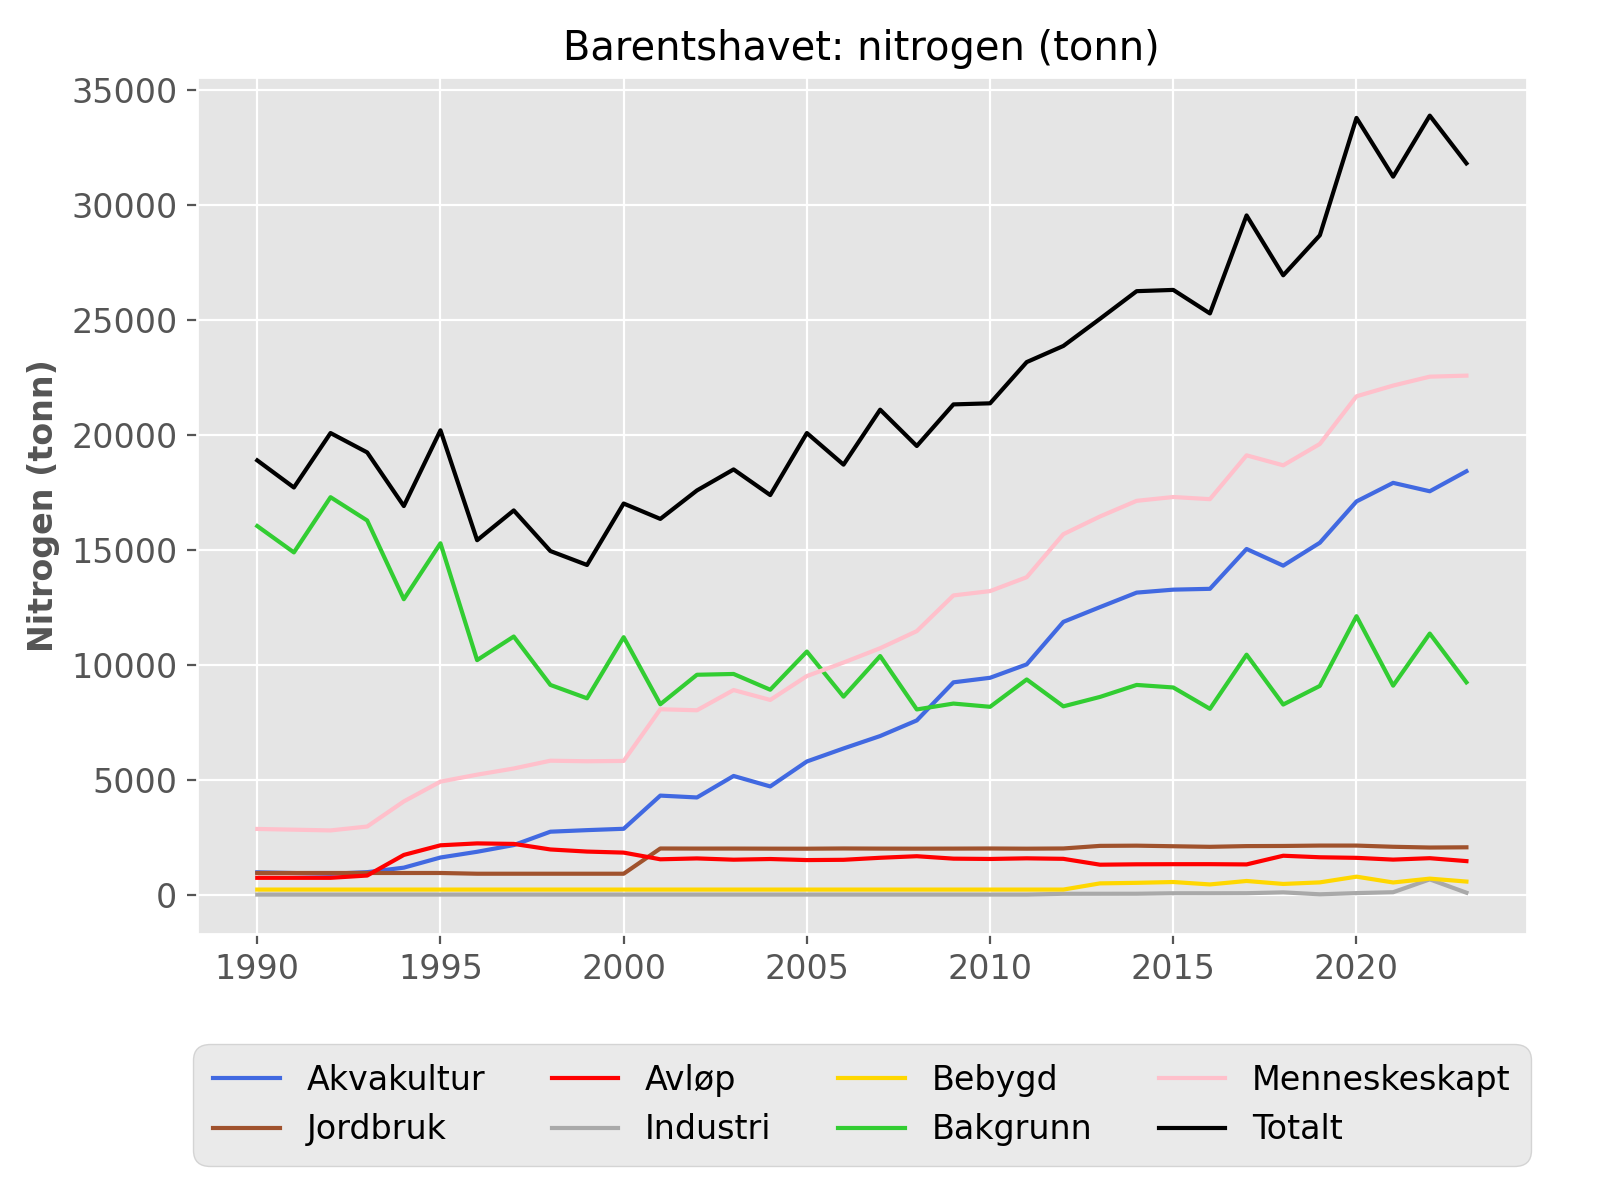 Barentshavet: nitrogen (tonn)
Nitrogen (tonn)
35000
30000
25000
20000
15000
10000
5000
0
1990 1995 2000 2005 2010 2015 2020
Akvakultur Avløp Bebygd Menneskeskapt
Jordbruk Industri Bakgrunn Totalt